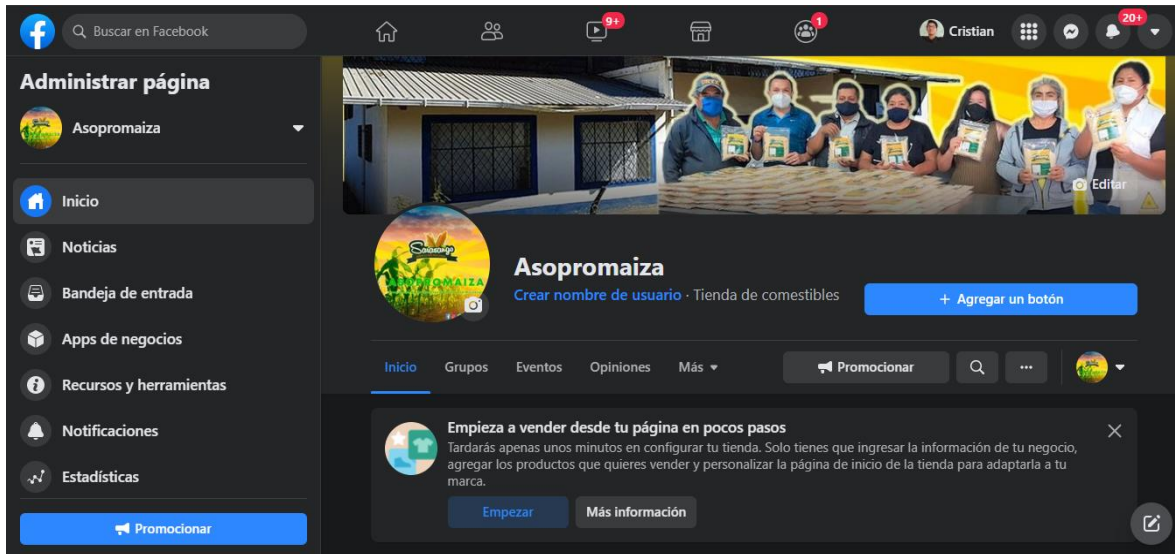 Buscar en Facebook
9+
1
Cristian
20+
Administrar página
Asopromaiza
Inicio
Noticias
Bandeja de entrada
Apps de negocios
Recursos y herramientas
Notificaciones
Estadísticas
Promocionar
Editar
ASOPROMAIZA
Asopromaiza
Crear nombre de usuario · Tienda de comestibles
+ Agregar un botón
Inicio Grupos Eventos Opiniones Más
Promocionar
Empieza a vender desde tu página en pocos pasos
Tardarás apenas unos minutos en configurar tu tienda. Solo tienes que ingresar la información de tu negocio,
agregar los productos que quieres vender y personalizar la página de inicio de la tienda para adaptarla a tu
marca.
Empezar Más información